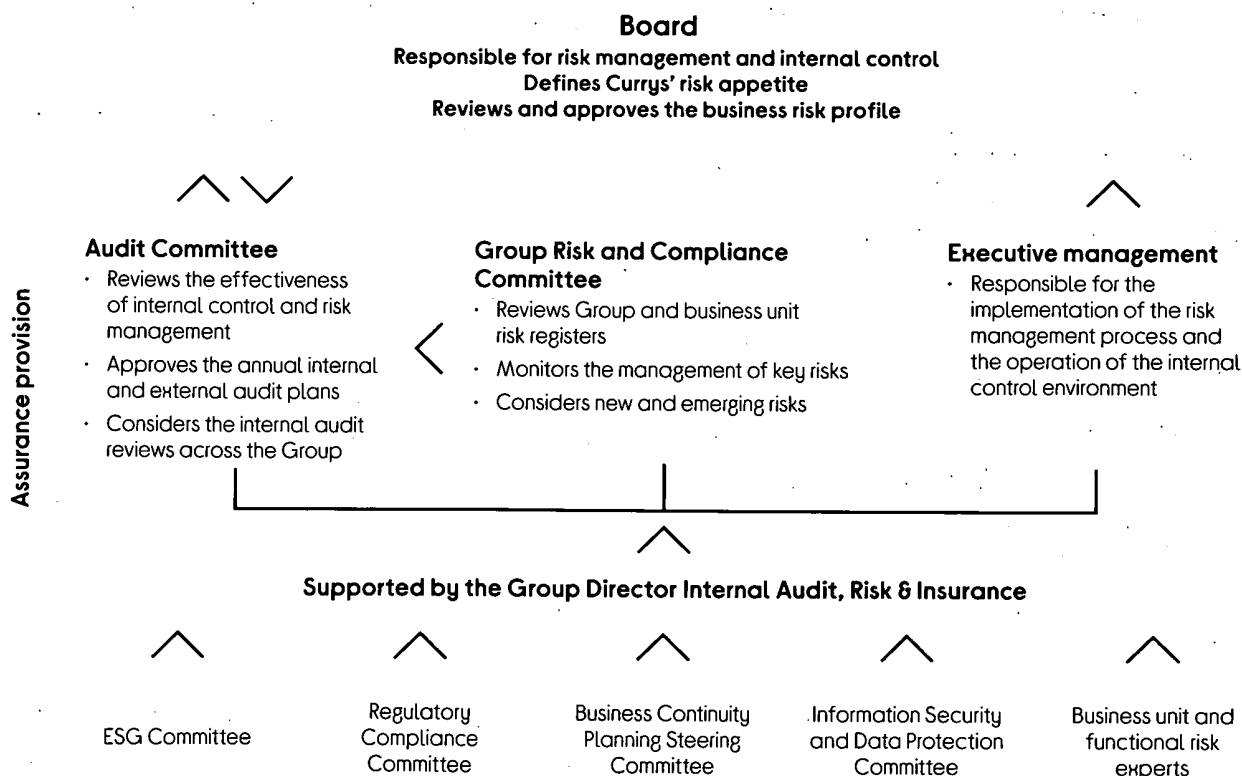 Board
Responsible for risk management and internal control
Defines Currys' risk appetite
Reviews and approves the business risk profile
Assurance provision
Audit Committee
· Reviews the effectiveness
of internal control and risk
management
· Approves the annual internal
and external audit plans
· Considers the internal audit
reviews across the Group
Group Risk and Compliance
Committee
· Reviews Group and business unit
risk registers
· Monitors the management of key risks
· Considers new and emerging risks
Executive management
· Responsible for the
implementation of the risk
management process and
the operation of the internal
control environment
Supported by the Group Director Internal Audit, Risk & Insurance
ESG Committee
Regulatory
Compliance
Committee
Business Continuity
Planning Steering
Committee
Information Security
and Data Protection
Committee
Business unit and
functional risk
experts